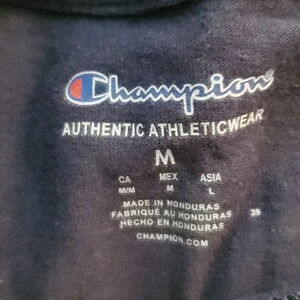 Champion
AUTHENTIC ATHLETICWEAR
M
CA MEX ASIA
M/M M L
MADE IN HONDURAS
FABRIQUÉ AU HONDURAS
HECHO EN HONDURAS
39
CHAMPION.COM